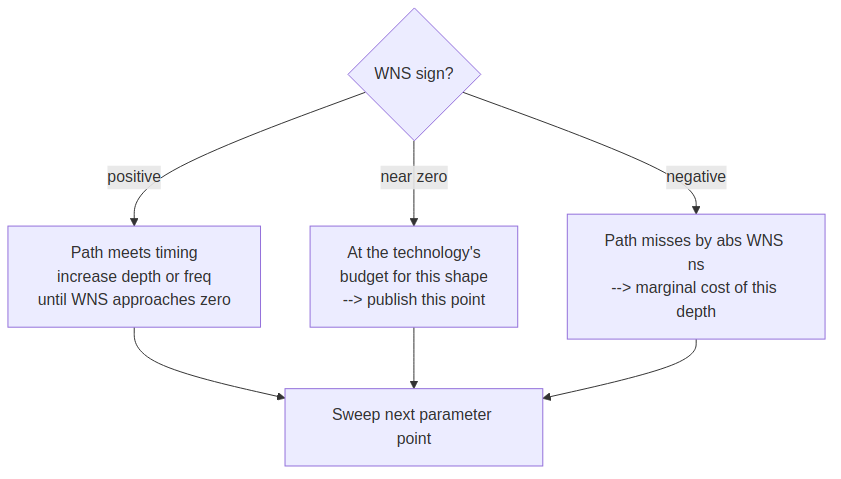 WNS sign?
positive
near zero
negative
Path meets timing
increase depth or freq
until WNS approaches zero
At the technology's
budget for this shape
--> publish this point
Path misses by abs WNS
ns
--> marginal cost of this
depth
Sweep next parameter
point